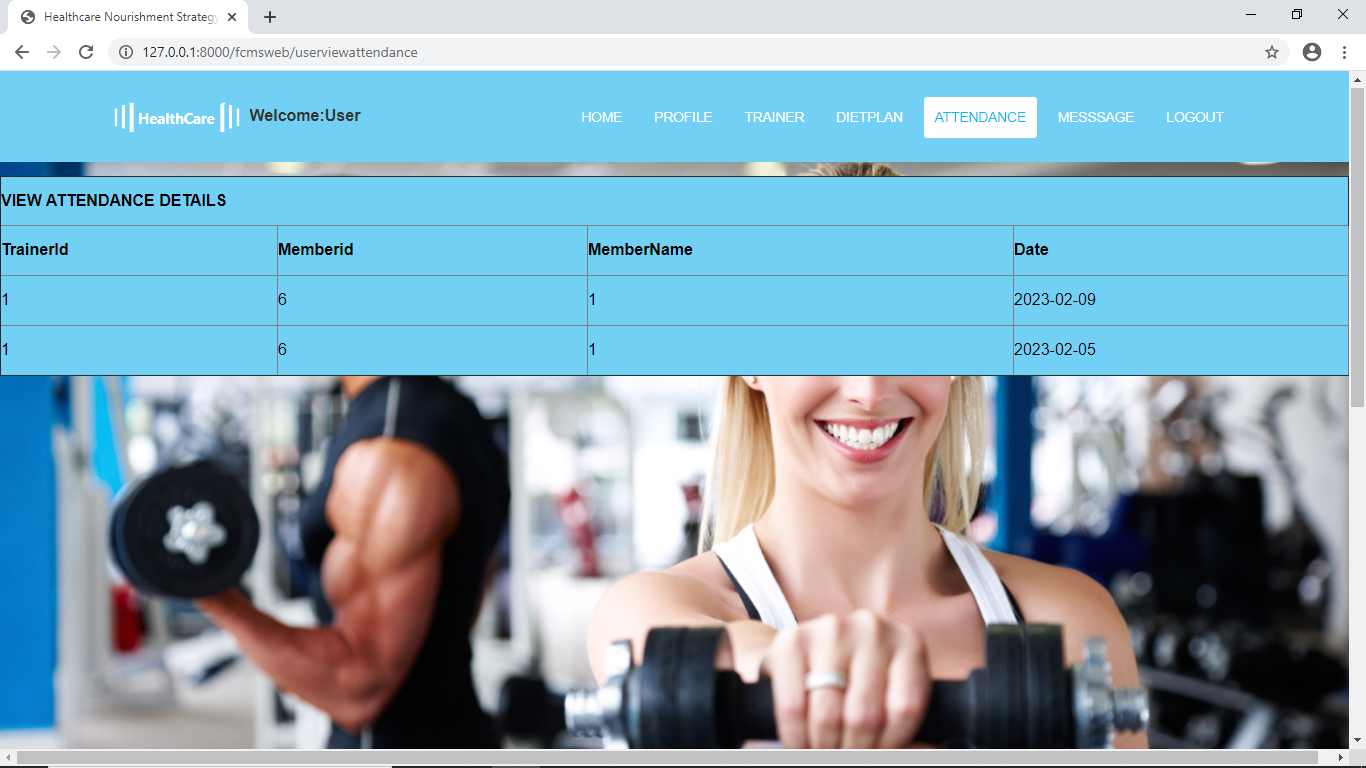 Healthcare Nourishment Strategy
127.0.0.1:8000/fcmsweb/userviewattendance
HealthCare Welcome:User HOME PROFILE TRAINER DIETPLAN ATTENDANCE MESSSAGE LOGOUT
VIEW ATTENDANCE DETAILS
TrainerId Memberid MemberName Date
1 6 1 2023-02-09
1 6 1 2023-02-05